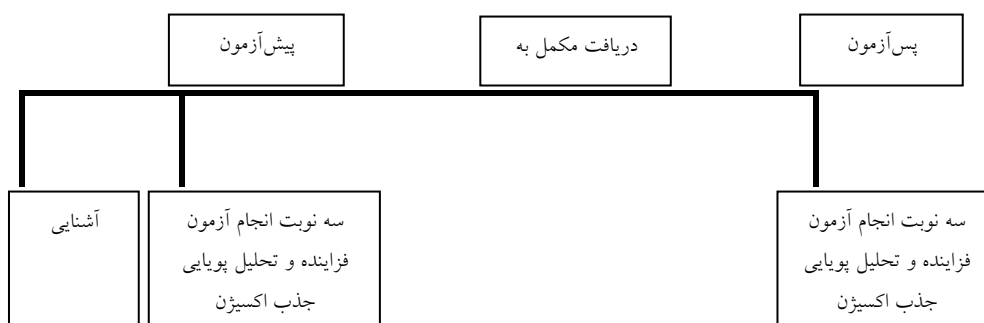 پیش‌آزمون
دریافت مکمل به
پس‌آزمون
آشنایی
سه نوبت انجام آزمون
فزاینده و تحلیل پویایی
جذب اکسیژن
سه نوبت انجام آزمون
فزاینده و تحلیل پویایی
جذب اکسیژن